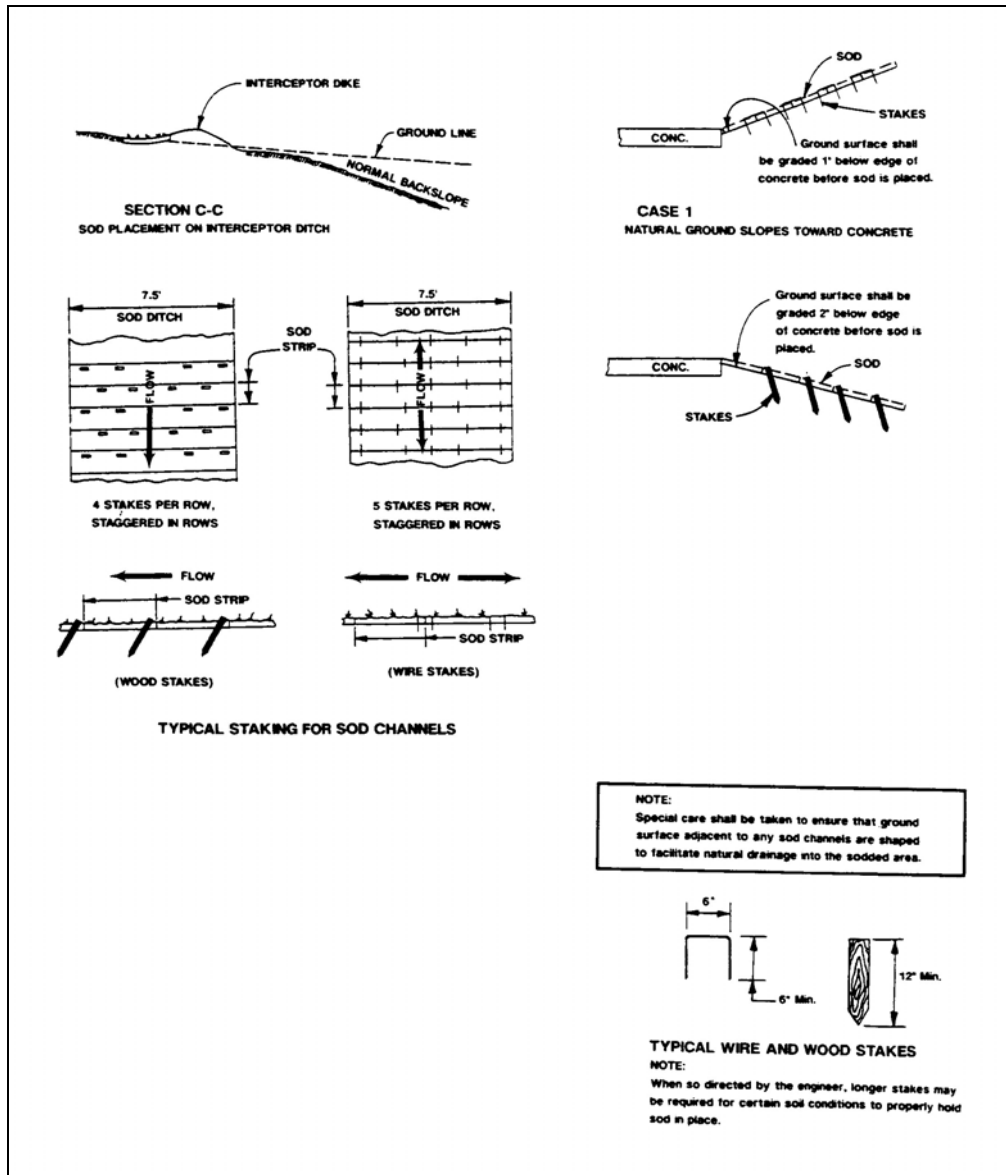 INTERCEPTOR DIKE
GROUND LINE
NORMAL BACKSLOPE
SECTION C-C
SOD PLACEMENT ON INTERCEPTOR DITCH
SOD
STAKES
CONC.
Ground surface shall
be graded 1" below edge of
concrete before sod is placed.
CASE 1
NATURAL GROUND SLOPES TOWARD CONCRETE
7.5'
SOD DITCH
FLOW
SOD
STRIP
7.5'
SOD DITCH
FLOW
4 STAKES PER ROW,
STAGGERED IN ROWS
5 STAKES PER ROW,
STAGGERED IN ROWS
Ground surface shall be
graded 2" below edge
of concrete before sod is
placed.
CONC.
SOD
STAKES
FLOW
SOD STRIP
(WOOD STAKES)
FLOW
SOD STRIP
(WIRE STAKES)
TYPICAL STAKING FOR SOD CHANNELS
NOTE:
Special care shall be taken to ensure that ground
surface adjacent to any sod channels are shaped
to facilitate natural drainage into the sodded area.
6"
6" Min.
12" Min.
TYPICAL WIRE AND WOOD STAKES
NOTE:
When so directed by the engineer, longer stakes may
be required for certain soil conditions to properly hold
sod in place.